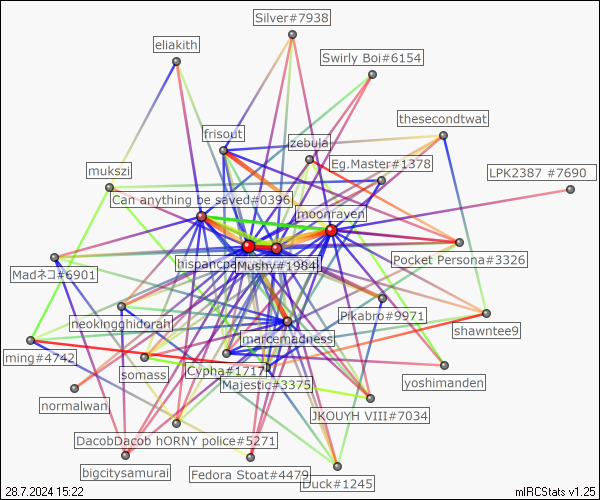 Silver#7938
eliakith
Swirly Boi#6154
thesecondtwat
frisout
zebula
Eg.Master#1378
mukszi
LPK2387 #7690
Can anything be saved#0396
moonraven
hispancpa
Mushy#1984
Pocket Persona#3326
Madネコ#6901
neokingghidorah
Pikabro#9971
shawntee9
marcemadness
ming#4742
somass
Cypha#1717
Majestic#3375
yoshimanden
normalwan
JKOUYH VIII#7034
DacobDacob hORNY police#5271
bigcitysamurai
Fedora Stoat#4479
Duck#1245
28.7.2024 15:22
mIRCStats v1.25